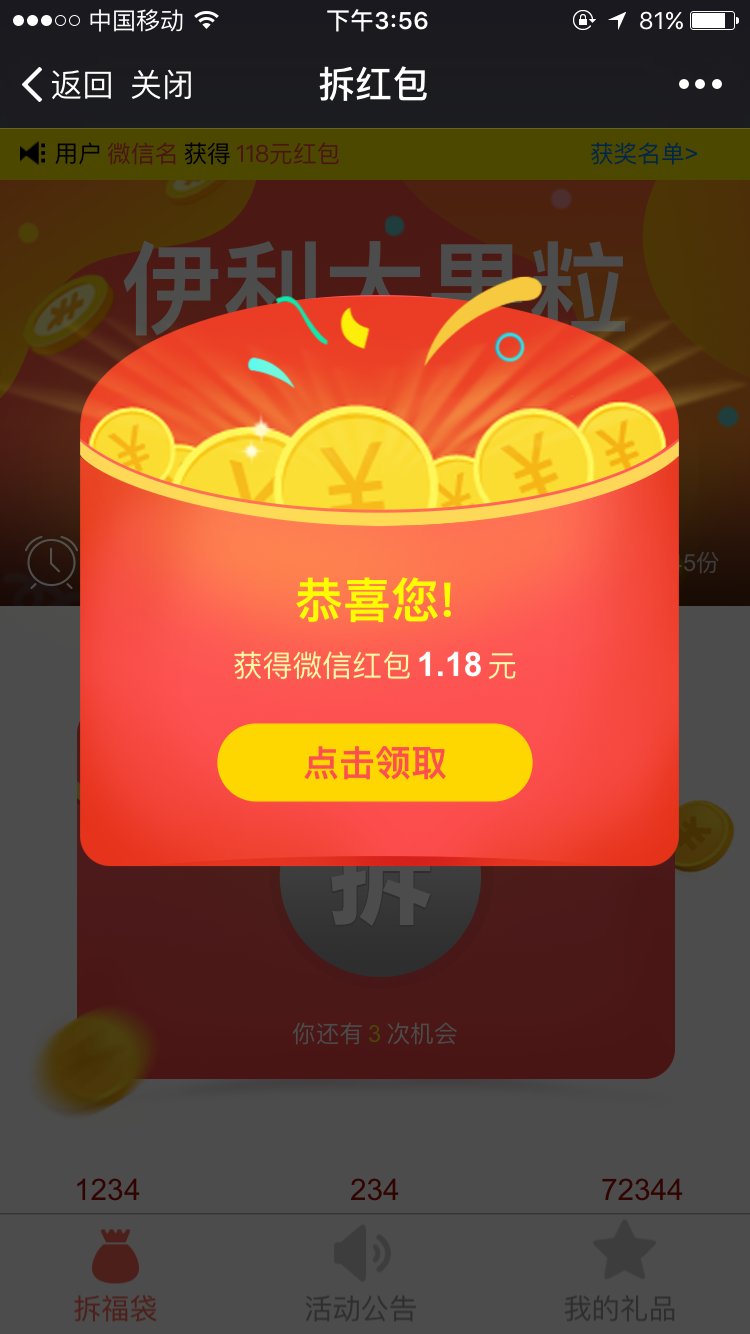 中国移动 下午3:56 81%
返回 关闭 拆红包
用户 微信名 获得 118元红包 获奖名单>
伊利大果粒
5份
恭喜您!
获得微信红包 1.18 元
点击领取
拆
你还有 3 次机会
1234 234 72344
拆福袋 活动公告 我的礼品